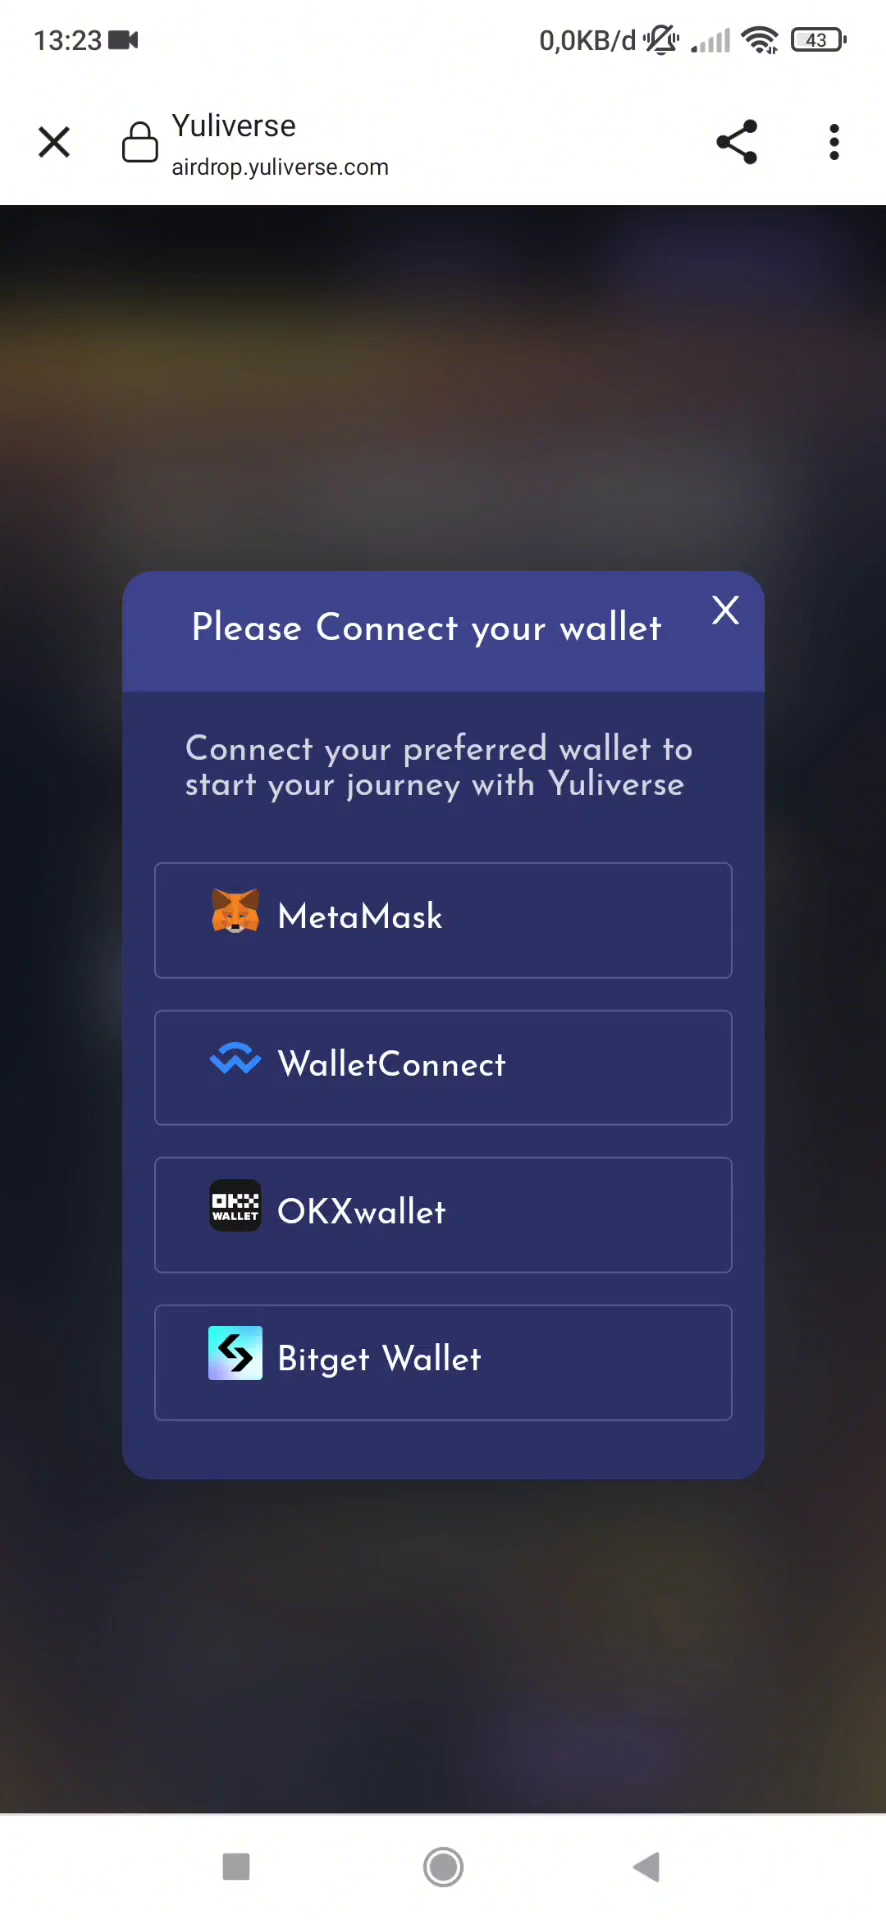 13:23 0,0KB/d 43
Yuliverse
airdrop.yuliverse.com
Please Connect your wallet X
Connect your preferred wallet to
start your journey with Yuliverse
MetaMask
WalletConnect
OKX WALLET OKXwallet
Bitget Wallet